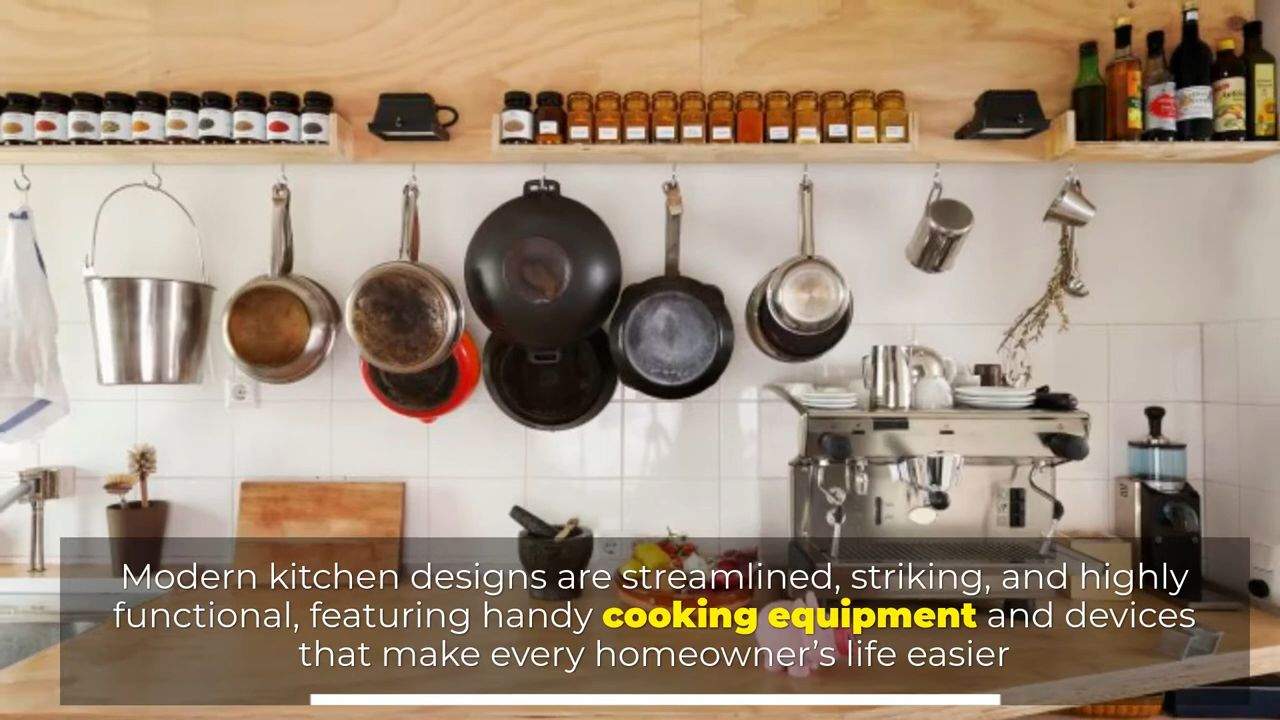 Modern kitchen designs are streamlined, striking, and highly
functional, featuring handy cooking equipment and devices
that make every homeowner’s life easier